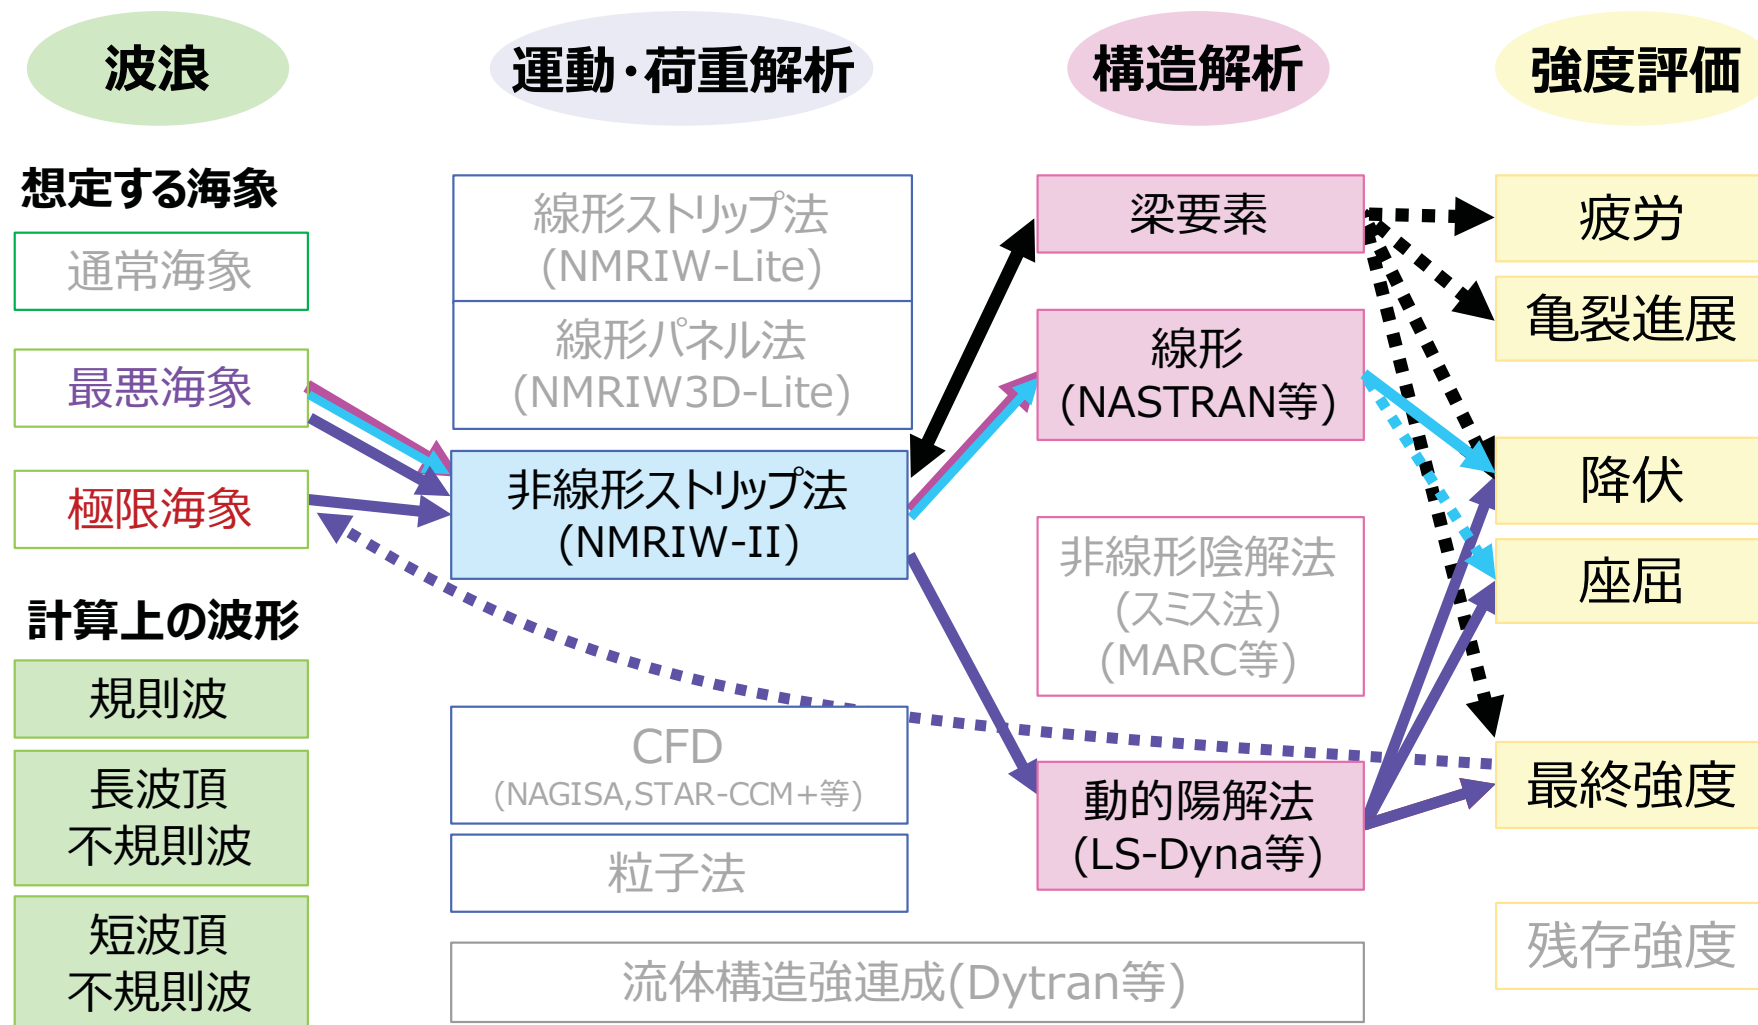 波浪
運動・荷重解析
構造解析
強度評価
想定する海象
通常海象
最悪海象
極限海象
計算上の波形
規則波
長波頂
不規則波
短波頂
不規則波
線形ストリップ法
(NMRIW-Lite)
線形パネル法
(NMRIW3D-Lite)
非線形ストリップ法
(NMRIW-II)
CFD
(NAGISA,STAR-CCM+等)
粒子法
流体構造強連成(Dytran等)
梁要素
線形
(NASTRAN等)
非線形陰解法
(スミス法)
(MARC等)
動的陽解法
(LS-Dyna等)
疲労
亀裂進展
降伏
座屈
最終強度
残存強度